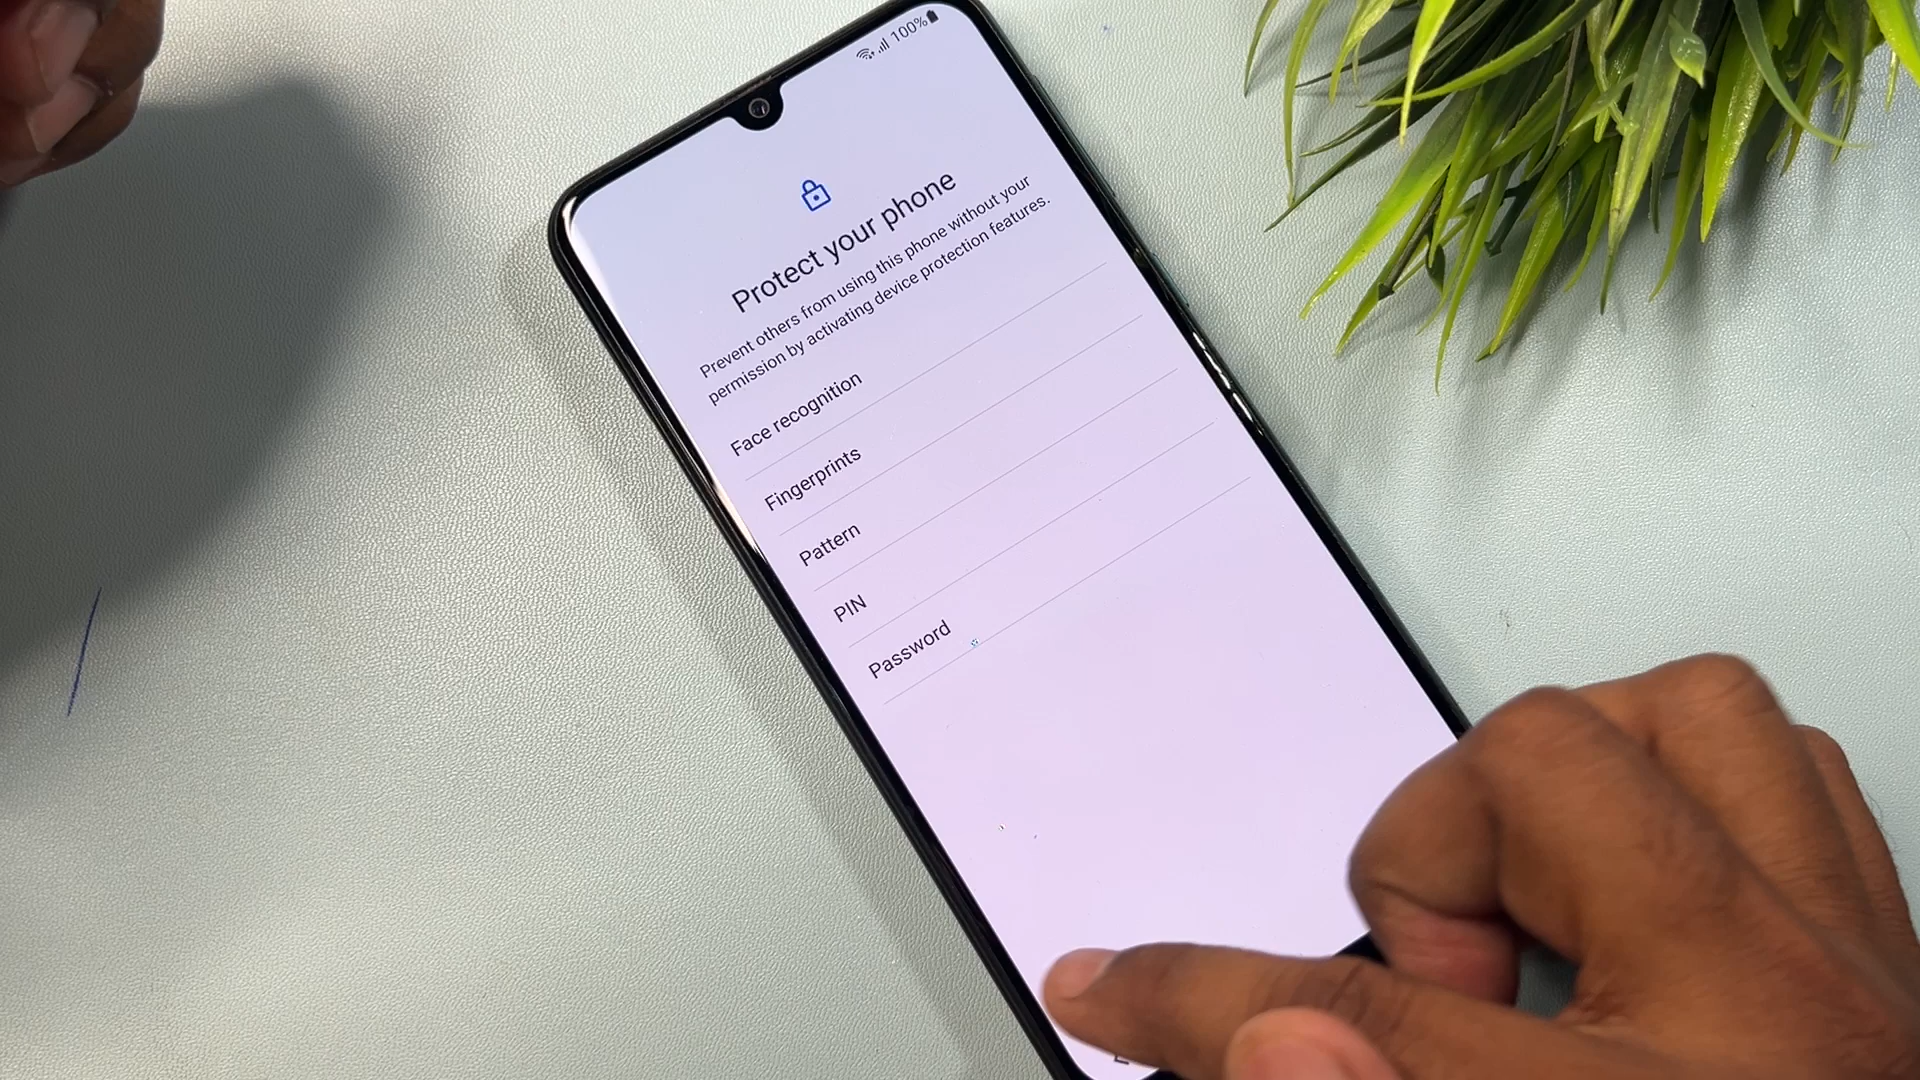 100%
Protect your phone
Prevent others from using this phone without your
permission by activating device protection features.
Face recognition
Fingerprints
Pattern
PIN
Password